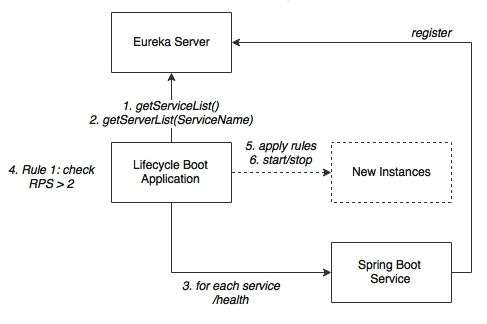 register
Eureka Server
1. getServiceList()
2. getServerList(ServiceName)
4. Rule 1: check
RPS > 2
Lifecycle Boot
Application
5. apply rules
6. start/stop
New Instances
3. for each service
/health
Spring Boot
Service